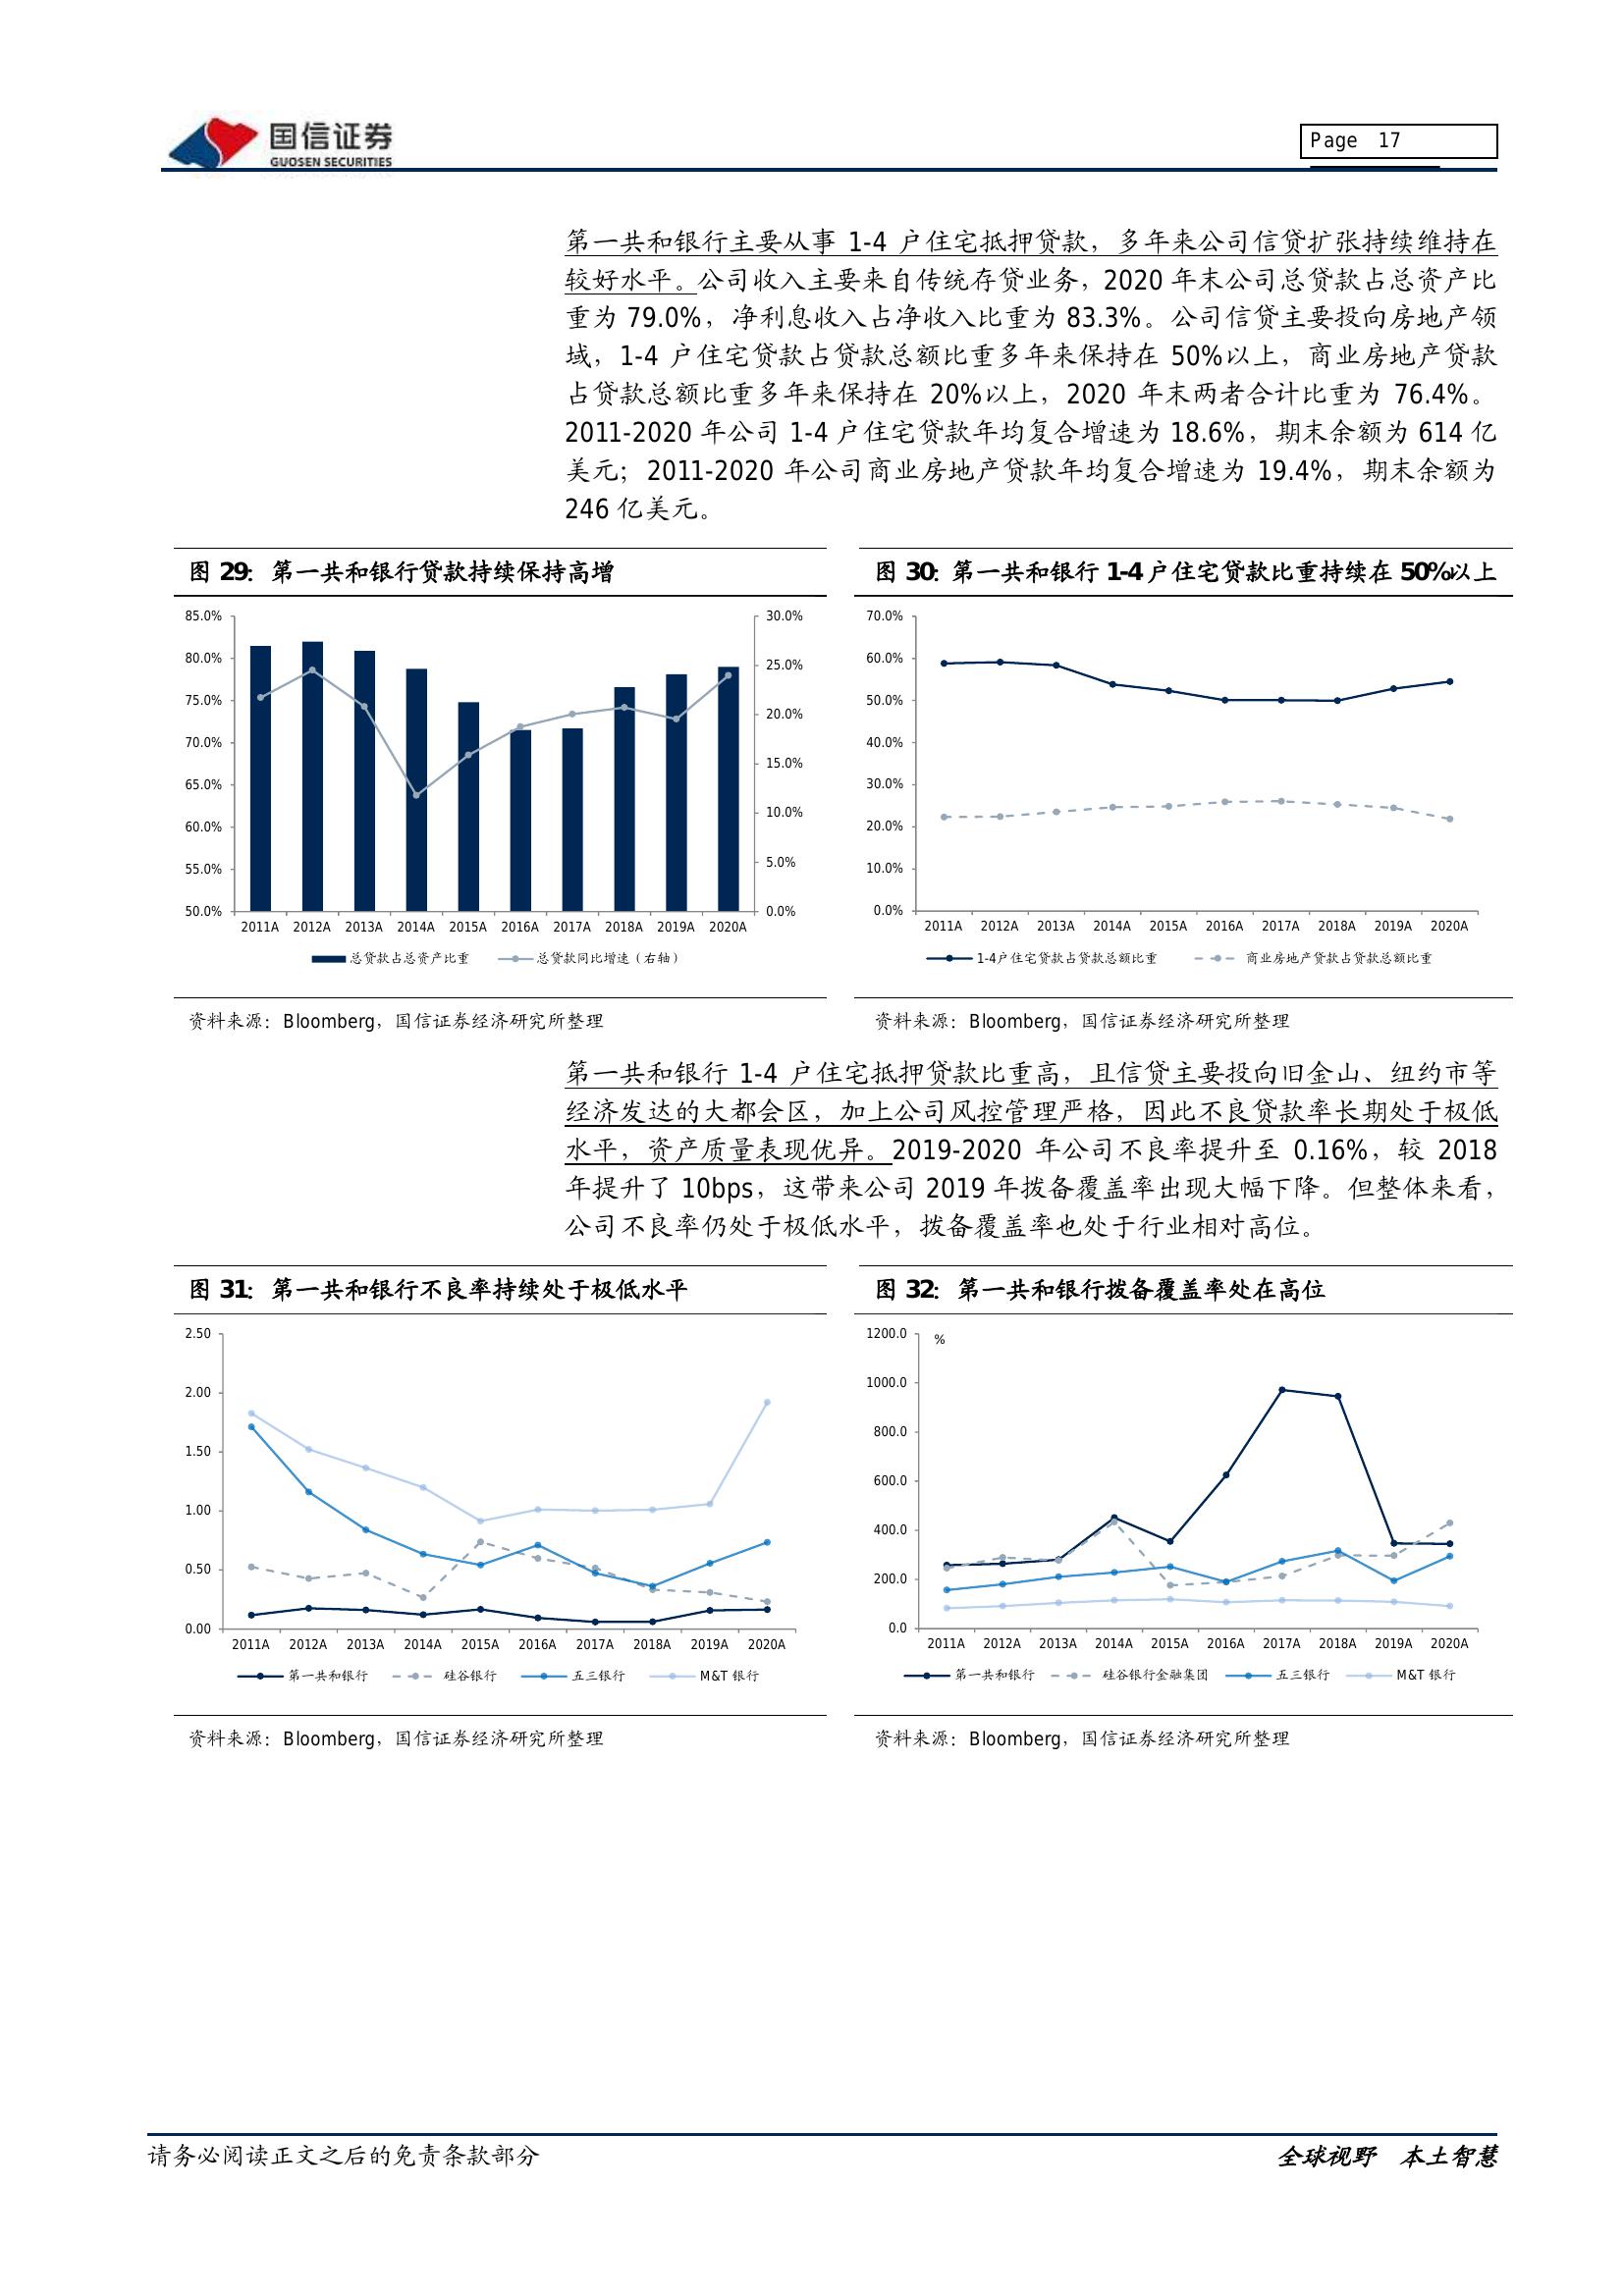 国信证券
GUOSEN SECURITIES
Page 17
第一共和银行主要从事 1-4 户住宅抵押贷款，多年来公司信贷扩张持续维持在
较好水平。公司收入主要来自传统存贷业务，2020 年末公司总贷款占总资产比
重为 79.0%，净利息收入占净收入比重为 83.3%。公司信贷主要投向房地产领
域，1-4 户住宅贷款占贷款总额比重多年来保持在 50%以上，商业房地产贷款
占贷款总额比重多年来保持在 20%以上，2020 年末两者合计比重为 76.4%。
2011-2020 年公司 1-4 户住宅贷款年均复合增速为 18.6%，期末余额为 614 亿
美元；2011-2020 年公司商业房地产贷款年均复合增速为 19.4%，期末余额为
246 亿美元。
图 29：第一共和银行贷款持续保持高增
85.0%
80.0%
75.0%
70.0%
65.0%
60.0%
55.0%
50.0%
30.0%
25.0%
20.0%
15.0%
10.0%
5.0%
0.0%
2011A 2012A 2013A 2014A 2015A 2016A 2017A 2018A 2019A 2020A
总贷款占总资产比重 总贷款同比增速（右轴）
资料来源：Bloomberg，国信证券经济研究所整理
图 30：第一共和银行 1-4 户住宅贷款比重持续在 50%以上
70.0%
60.0%
50.0%
40.0%
30.0%
20.0%
10.0%
0.0%
2011A 2012A 2013A 2014A 2015A 2016A 2017A 2018A 2019A 2020A
1-4户住宅贷款占贷款总额比重 商业房地产贷款占贷款总额比重
资料来源：Bloomberg，国信证券经济研究所整理
第一共和银行 1-4 户住宅抵押贷款比重高，且信贷主要投向旧金山、纽约市等
经济发达的大都会区，加上公司风控管理严格，因此不良贷款率长期处于极低
水平，资产质量表现优异。2019-2020 年公司不良率提升至 0.16%，较 2018
年提升了 10bps，这带来公司 2019 年拨备覆盖率出现大幅下降。但整体来看，
公司不良率仍处于极低水平，拨备覆盖率也处于行业相对高位。
图 31：第一共和银行不良率持续处于极低水平
2.50
2.00
1.50
1.00
0.50
0.00
2011A 2012A 2013A 2014A 2015A 2016A 2017A 2018A 2019A 2020A
第一共和银行 硅谷银行 五三银行 M&T 银行
资料来源：Bloomberg，国信证券经济研究所整理
图 32：第一共和银行拨备覆盖率处在高位
%
1200.0
1000.0
800.0
600.0
400.0
200.0
0.0
2011A 2012A 2013A 2014A 2015A 2016A 2017A 2018A 2019A 2020A
第一共和银行 硅谷银行金融集团 五三银行 M&T 银行
资料来源：Bloomberg，国信证券经济研究所整理
请务必阅读正文之后的免责条款部分
全球视野 本土智慧